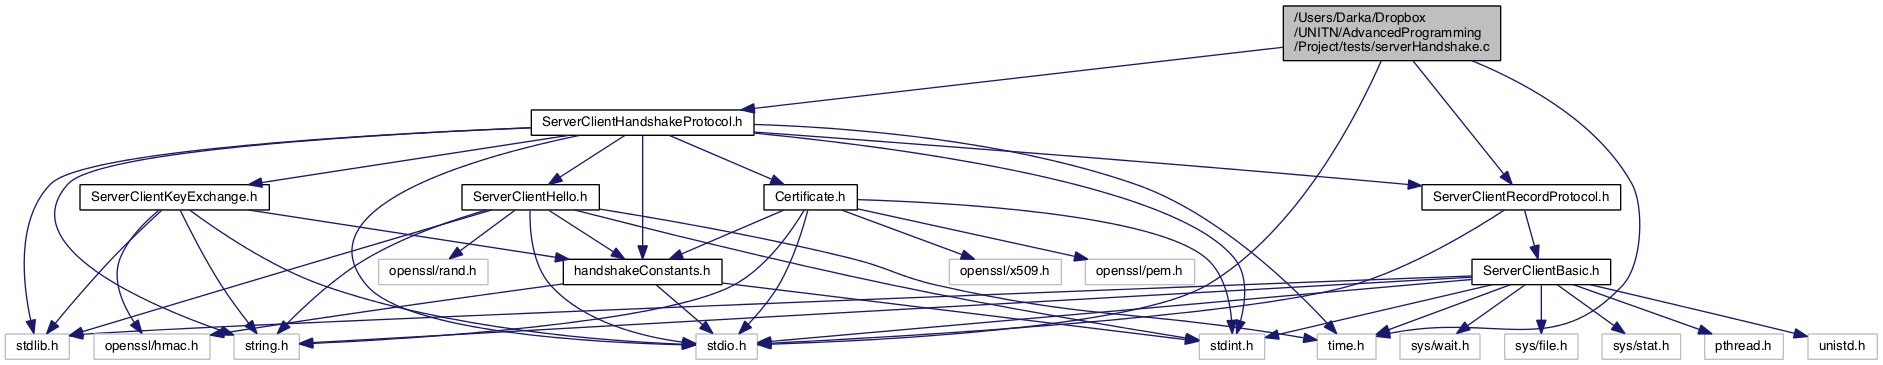 /Users/Darka/Dropbox
/UNITN/AdvancedProgramming
/Project/tests/serverHandshake.c
ServerClientHandshakeProtocol.h
ServerClientKeyExchange.h
ServerClientHello.h
Certificate.h
ServerClientRecordProtocol.h
openssl/rand.h
handshakeConstants.h
openssl/x509.h
openssl/pem.h
ServerClientBasic.h
stdlib.h
openssl/hmac.h
string.h
stdio.h
stdint.h
time.h
sys/wait.h
sys/file.h
sys/stat.h
pthread.h
unistd.h